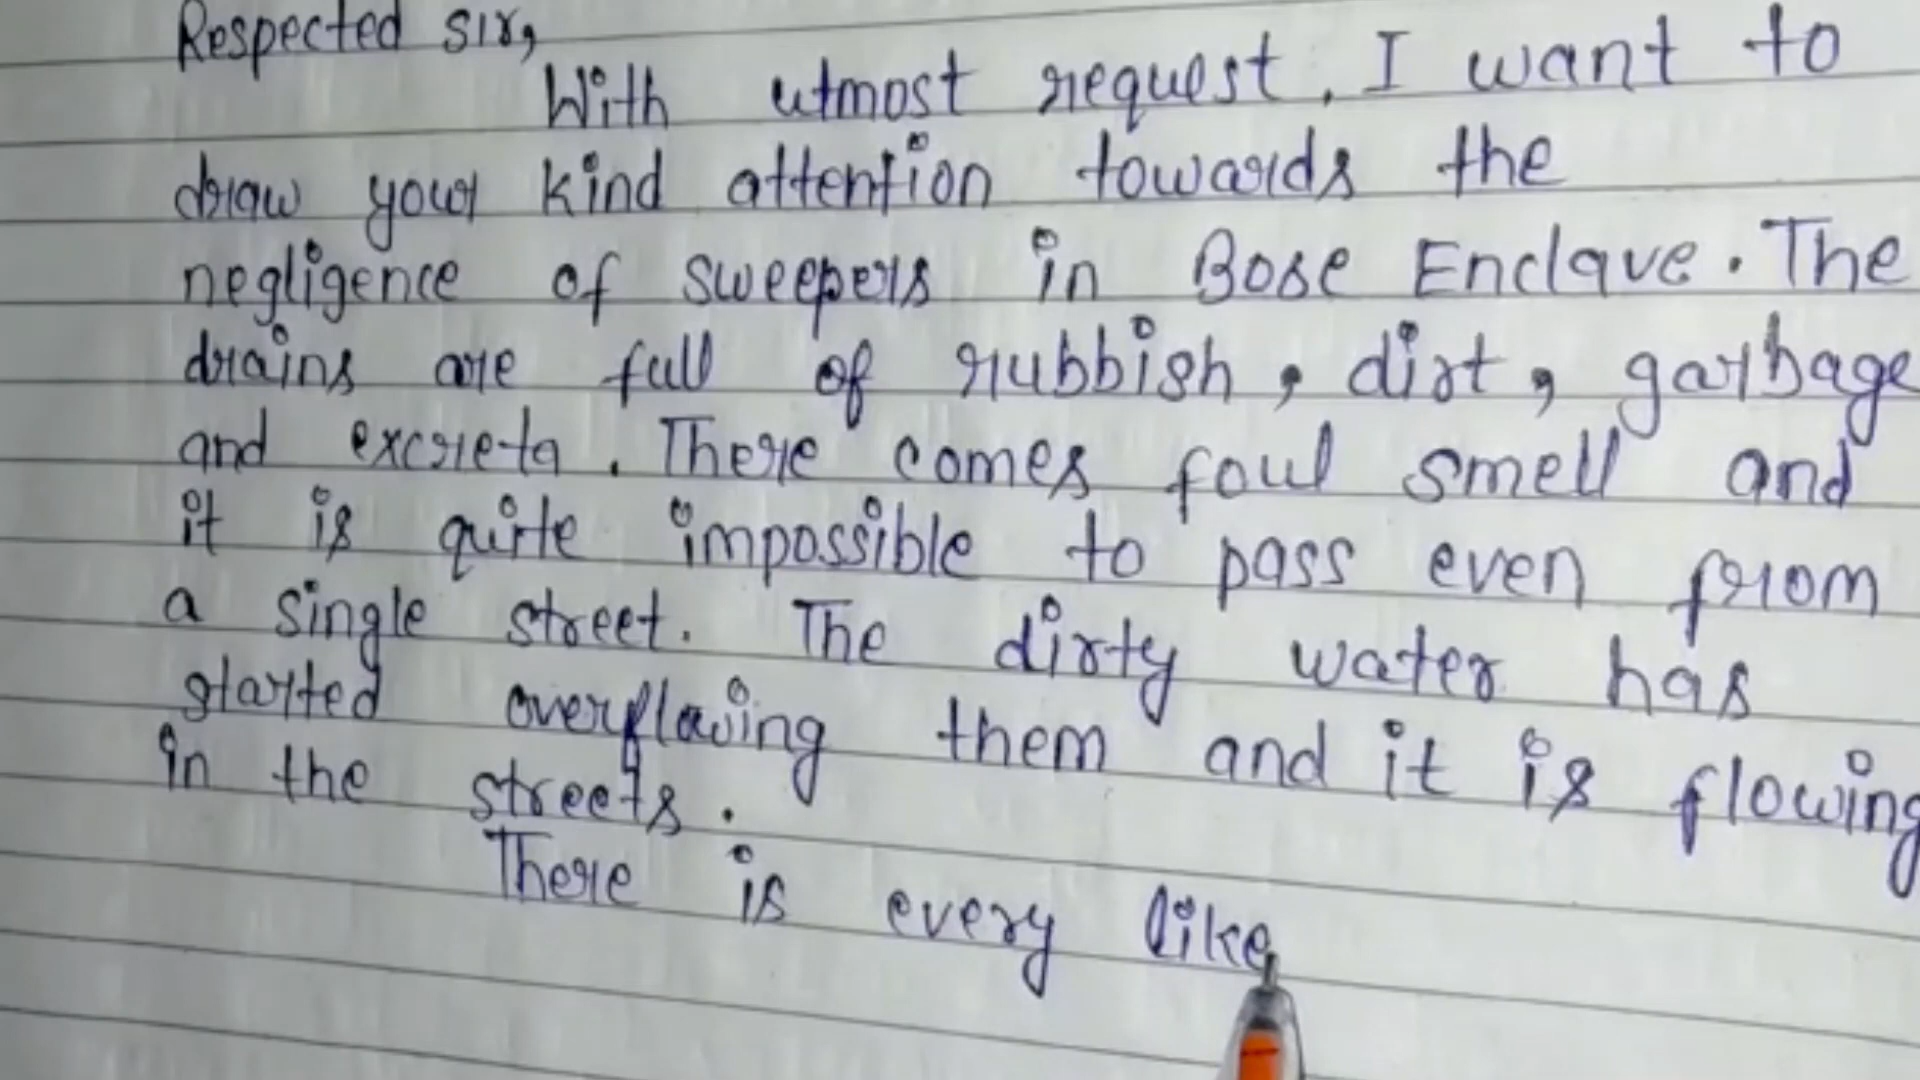 Respected sir,
With utmost request, I want to
draw your kind attention towards the
negligence of sweepers in Bose Enclave. The
drains are full of rubbish, dirt, garbage
and excreta. There comes foul smell and
it is quite impossible to pass even from
a single street. The dirty water has
started overflowing them and it is flowing
in the streets.
There is every like